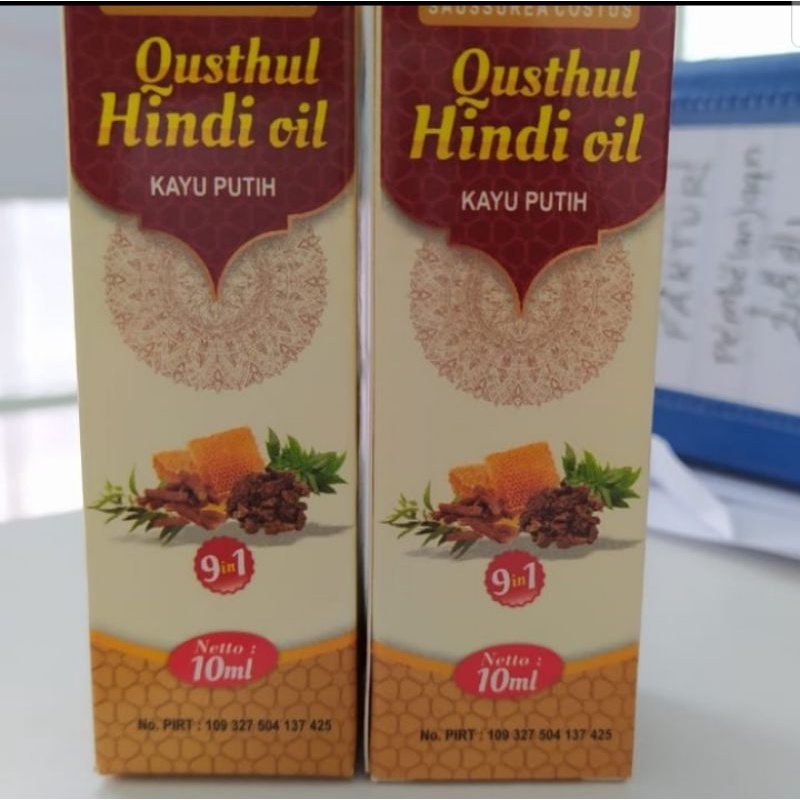 Qusthul
Hindi oil
KAYU PUTIH
9in1
Netto :
10ml
No. PIRT : 109 327 504 137 425
SAUSSUREA COSTUS
Qusthul
Hindi oil
KAYU PUTIH
9in1
Netto :
10ml
No. PIRT : 109 327 504 137 425
FAKTUR